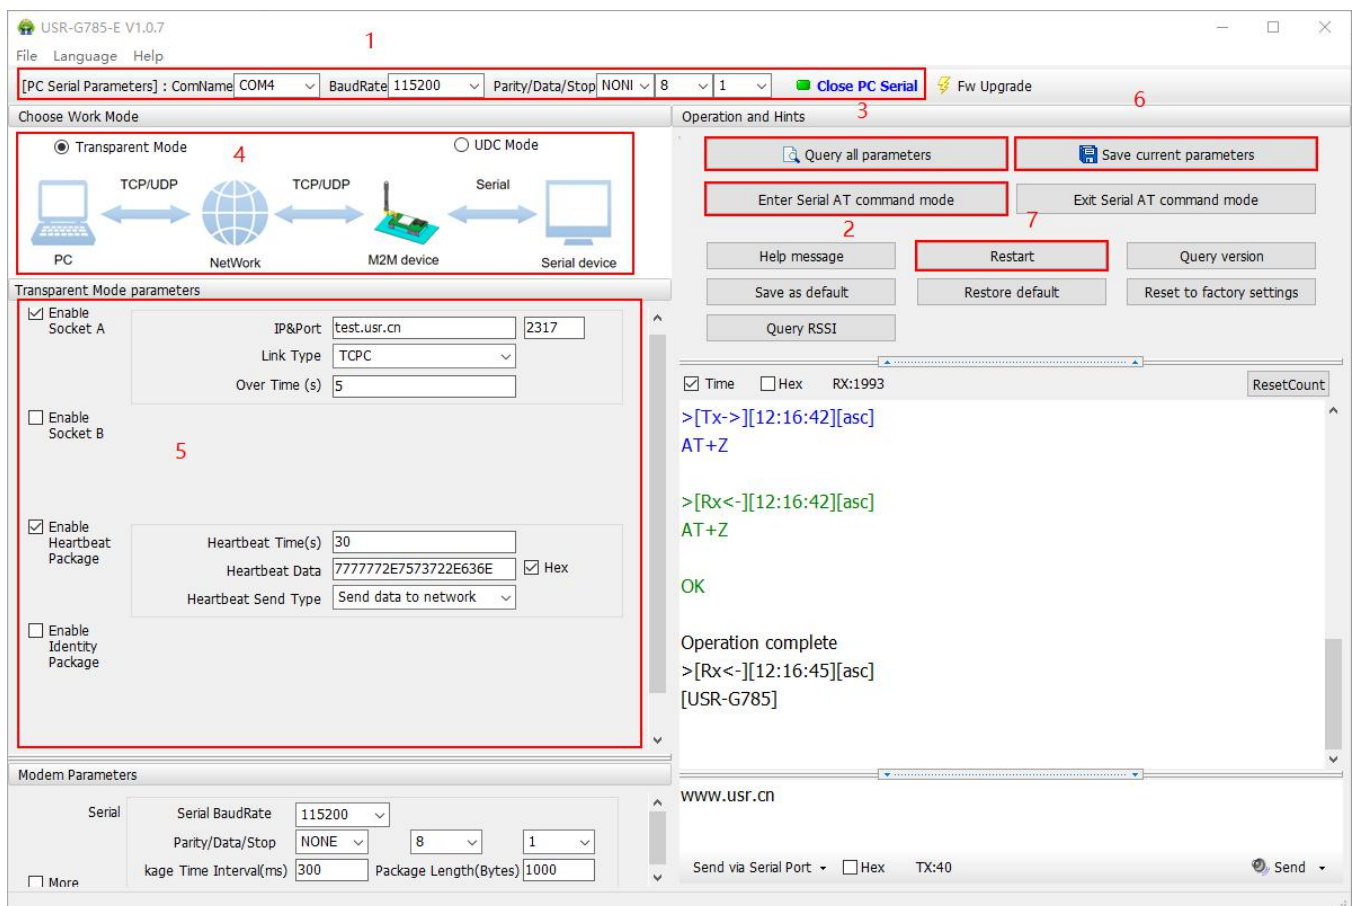 USR-G785-E V1.0.7
File Language Help
1
[PC Serial Parameters] : ComName COM4 BaudRate 115200 Parity/Data/Stop NONI 8 1 Close PC Serial Fw Upgrade
Choose Work Mode
Transparent Mode 4 UDC Mode
TCP/UDP TCP/UDP Serial
PC NetWork M2M device Serial device
Transparent Mode parameters
Enable
Socket A
IP&Port test.usr.cn 2317
Link Type TCPC
Over Time (s) 5
Enable
Socket B
5
Enable
Heartbeat
Package
Heartbeat Time(s) 30
Heartbeat Data 7777772E7573722E636E Hex
Heartbeat Send Type Send data to network
Enable
Identity
Package
Modem Parameters
Serial Serial BaudRate 115200
Parity/Data/Stop NONE 8 1
kage Time Interval(ms) 300 Package Length(Bytes) 1000
More
Operation and Hints 3 6
Query all parameters Save current parameters
Enter Serial AT command mode Exit Serial AT command mode
2 7
Help message Restart Query version
Save as default Restore default Reset to factory settings
Query RSSI
Time Hex RX:1993 ResetCount
>[Tx->][12:16:42][asc]
AT+Z
>[Rx<-][12:16:42][asc]
AT+Z
OK
Operation complete
>[Rx<-][12:16:45][asc]
[USR-G785]
www.usr.cn
Send via Serial Port Hex TX:40 Send